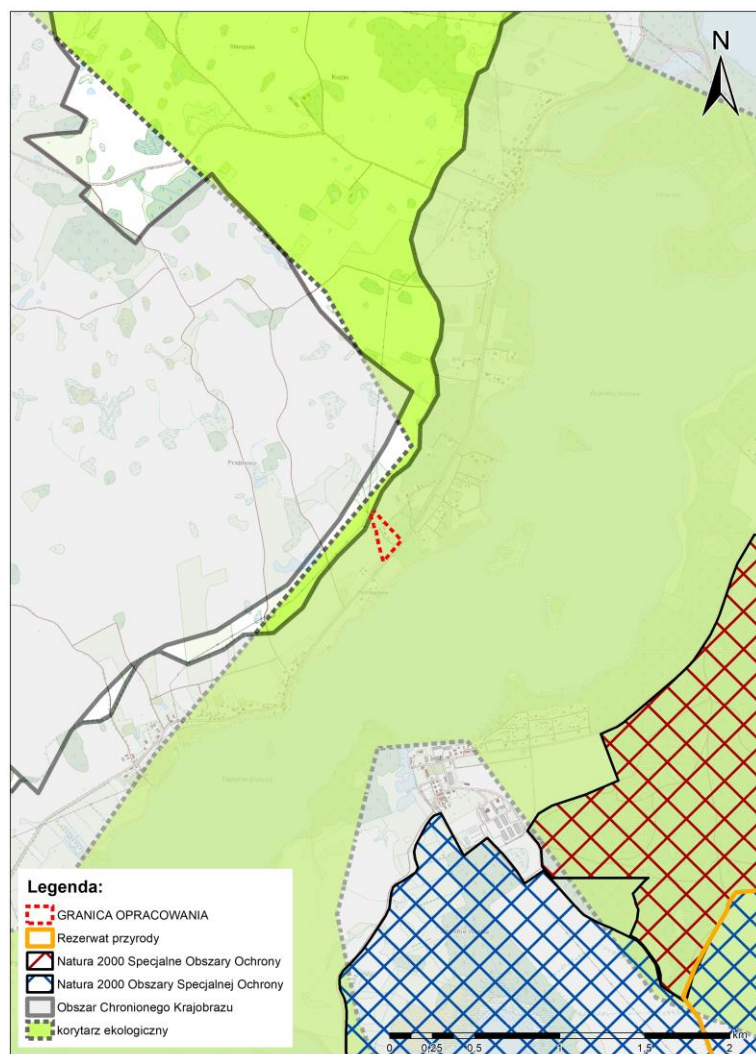 N
Legenda:
GRANICA OPRACOWANIA
Rezerwat przyrody
Natura 2000 Specjalne Obszary Ochrony
Natura 2000 Obszary Specjalnej Ochrony
Obszar Chronionego Krajobrazu
korytarz ekologiczny
km
0 0,25 0,5 1 1,5 2